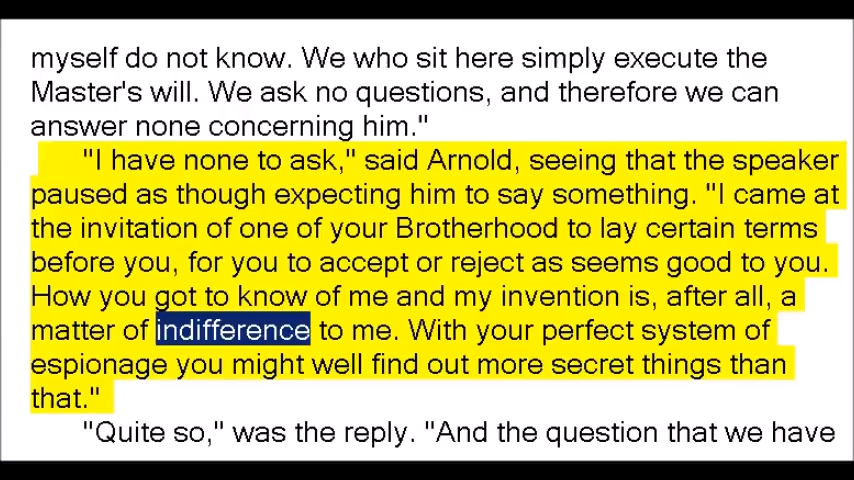 myself do not know. We who sit here simply execute the
Master's will. We ask no questions, and therefore we can
answer none concerning him."
"I have none to ask," said Arnold, seeing that the speaker
paused as though expecting him to say something. "I came at
the invitation of one of your Brotherhood to lay certain terms
before you, for you to accept or reject as seems good to you.
How you got to know of me and my invention is, after all, a
matter of indifference to me. With your perfect system of
espionage you might well find out more secret things than
that."
"Quite so," was the reply. "And the question that we have